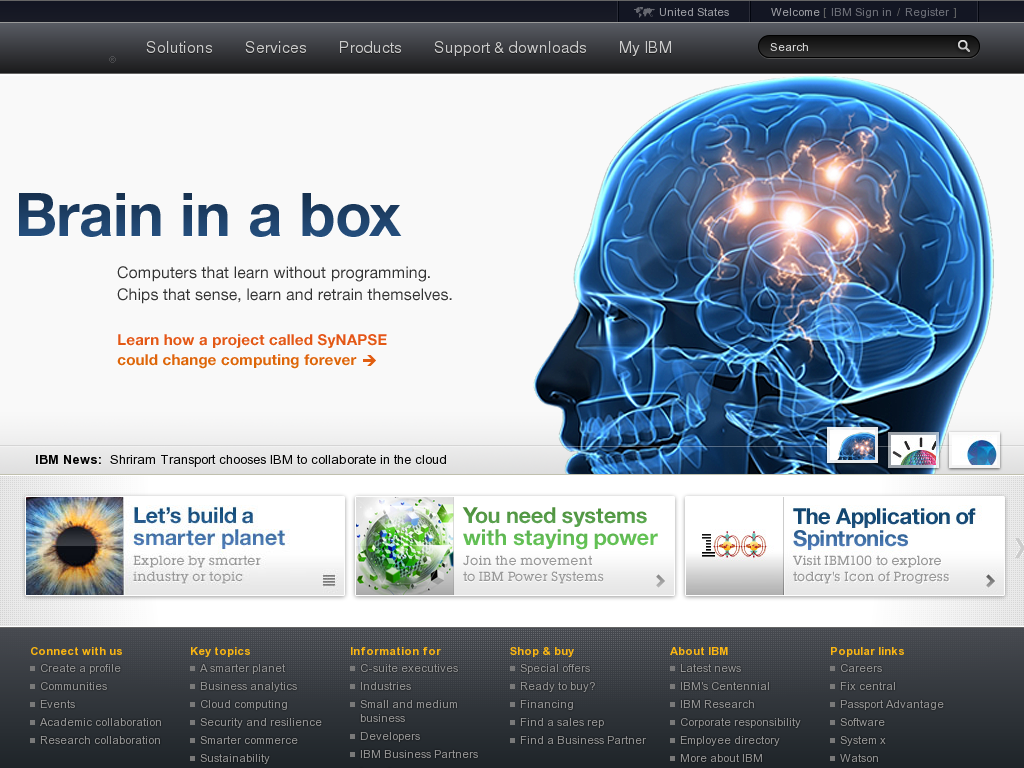 United States
Welcome [ IBM Sign in / Register ]
Solutions
Services
Products
Support & downloads
My IBM
Search
®
Brain in a box
Computers that learn without programming.
Chips that sense, learn and retrain themselves.
Learn how a project called SyNAPSE
could change computing forever →
IBM News: Shriram Transport chooses IBM to collaborate in the cloud
Let's build a
smarter planet
Explore by smarter
industry or topic
You need systems
with staying power
Join the movement
to IBM Power Systems
The Application of
Spintronics
Visit IBM100 to explore
today's Icon of Progress
Connect with us
Create a profile
Communities
Events
Academic collaboration
Research collaboration
Key topics
A smarter planet
Business analytics
Cloud computing
Security and resilience
Smarter commerce
Sustainability
Information for
C-suite executives
Industries
Small and medium
business
Developers
IBM Business Partners
Shop & buy
Special offers
Ready to buy?
Financing
Find a sales rep
Find a Business Partner
About IBM
Latest news
IBM's Centennial
IBM Research
Corporate responsibility
Employee directory
More about IBM
Popular links
Careers
Fix central
Passport Advantage
Software
System x
Watson